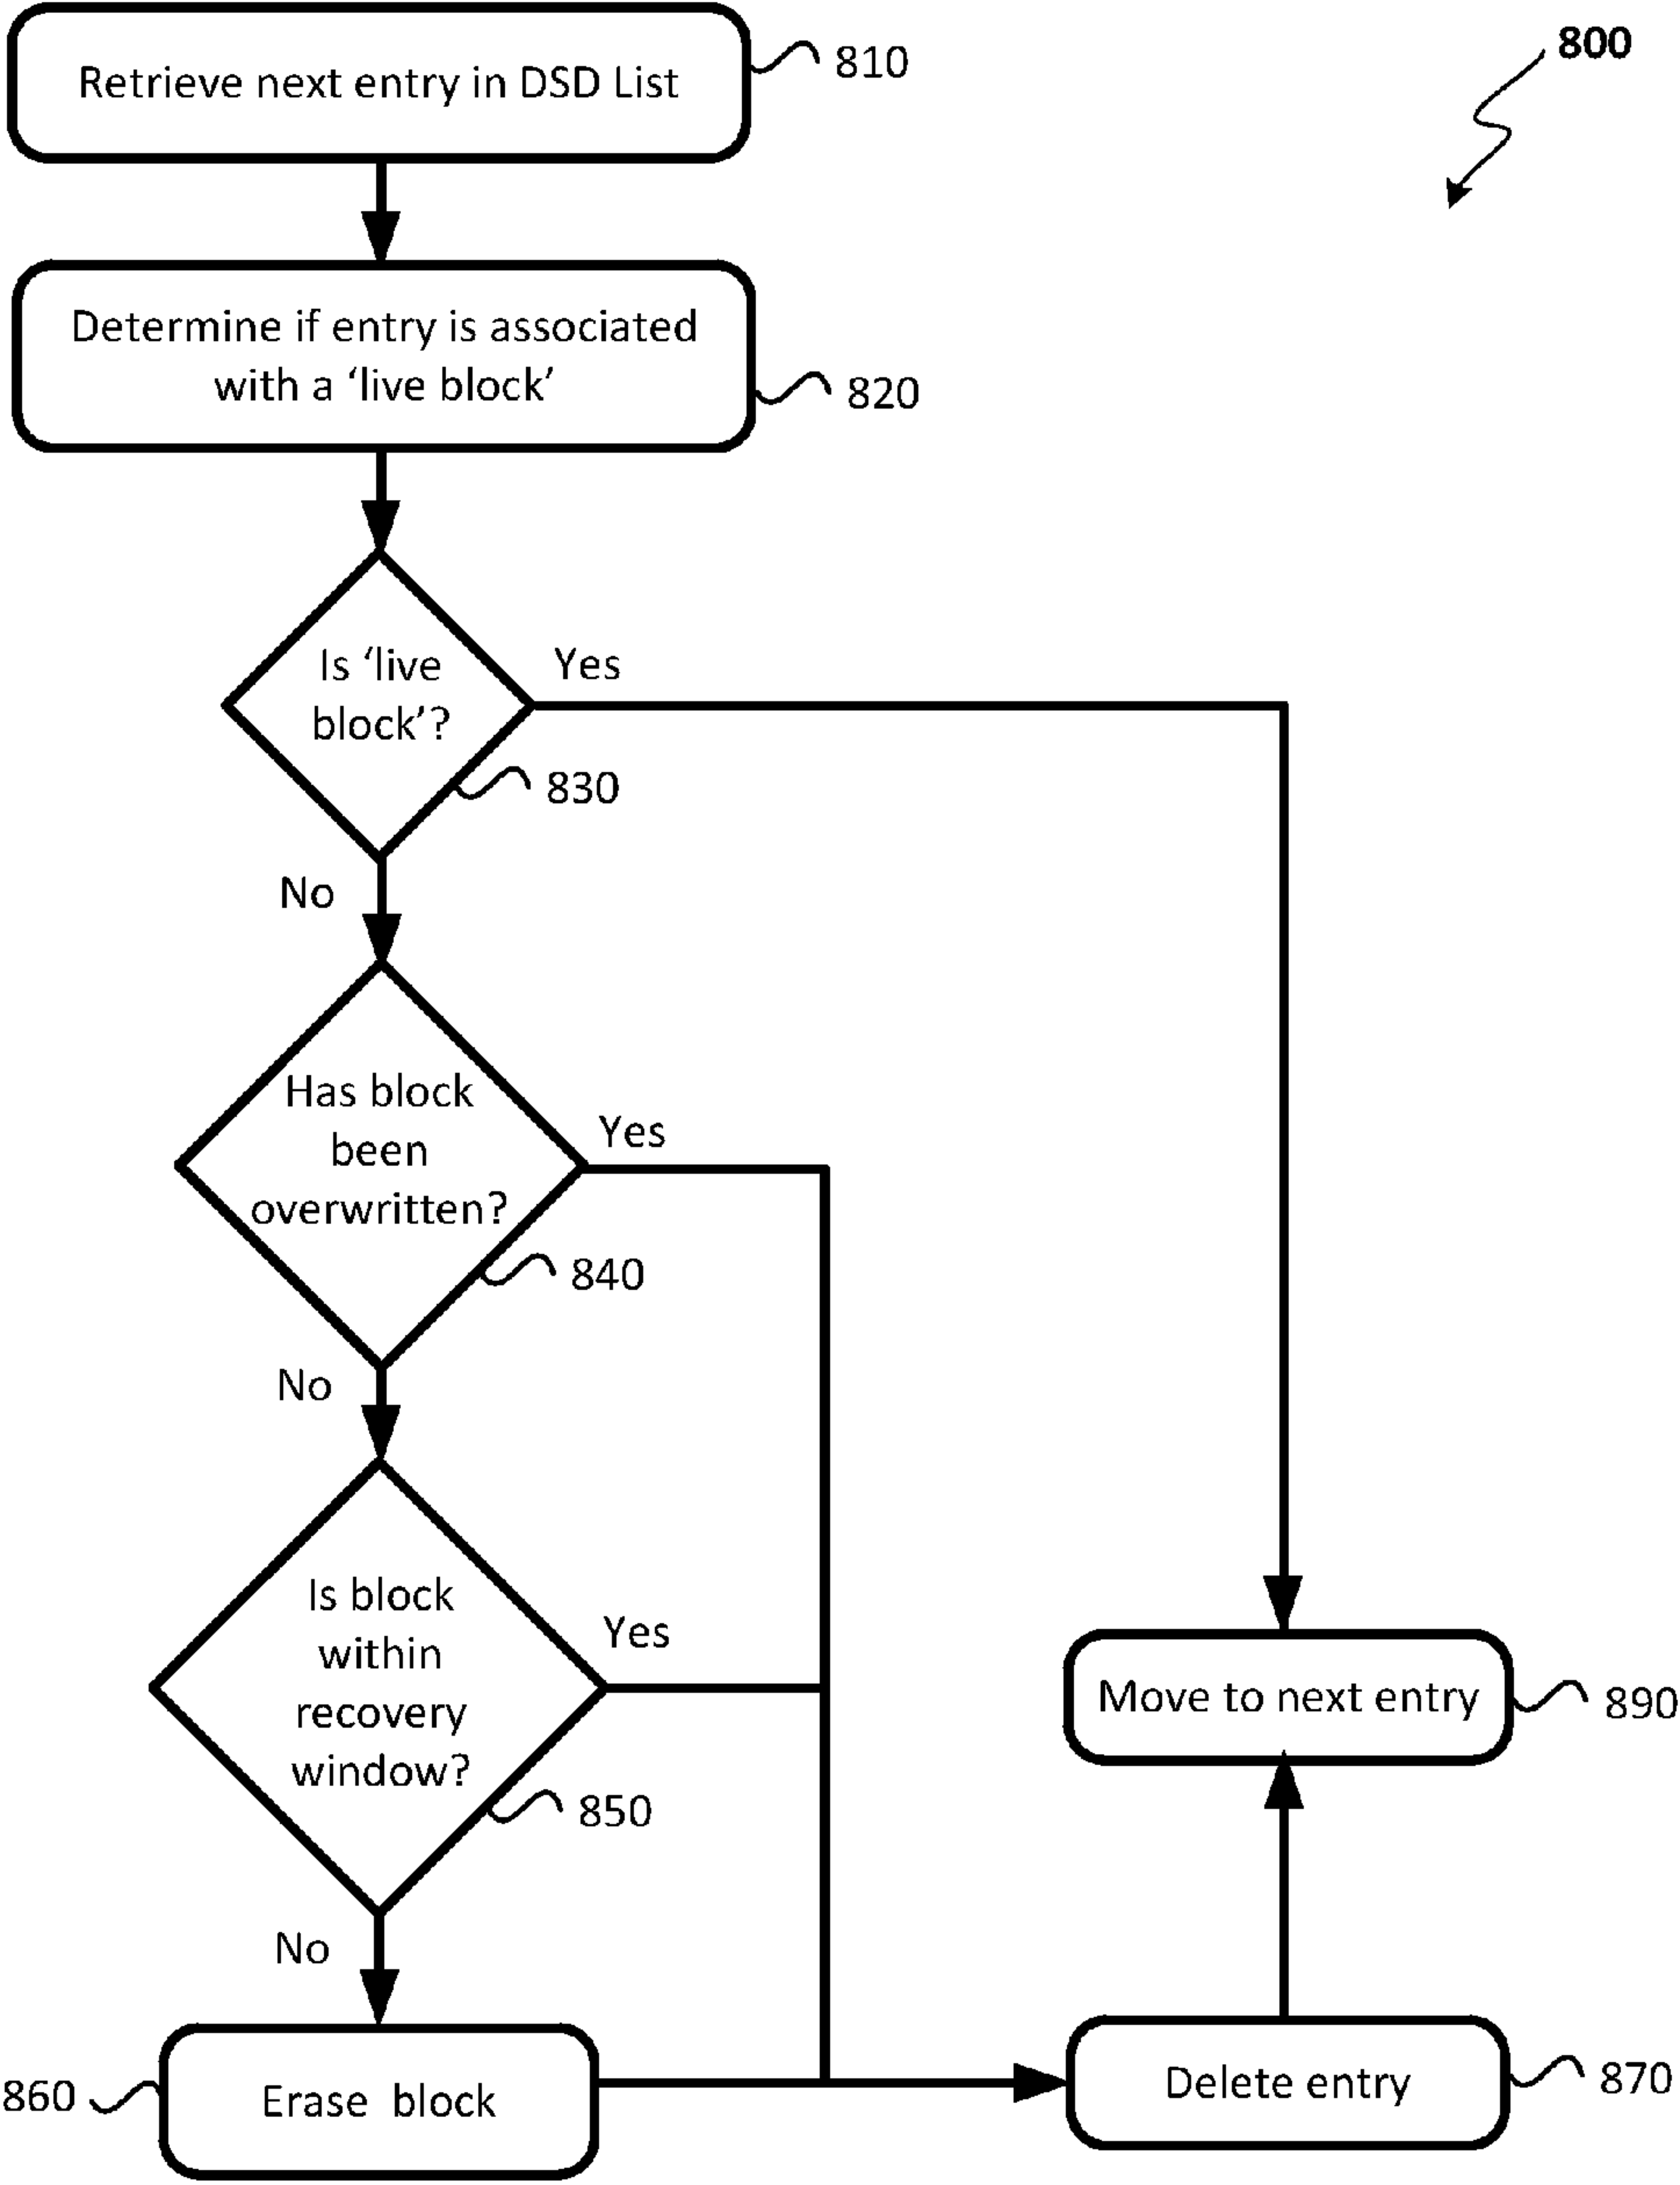 Retrieve next entry in DSD List
810
800
Determine if entry is associated
with a ‘live block’
820
Is ‘live
block’?
Yes
830
No
Has block
been
overwritten?
Yes
840
No
Is block
within
recovery
window?
Yes
850
No
Move to next entry
890
860
Erase block
Delete entry
870